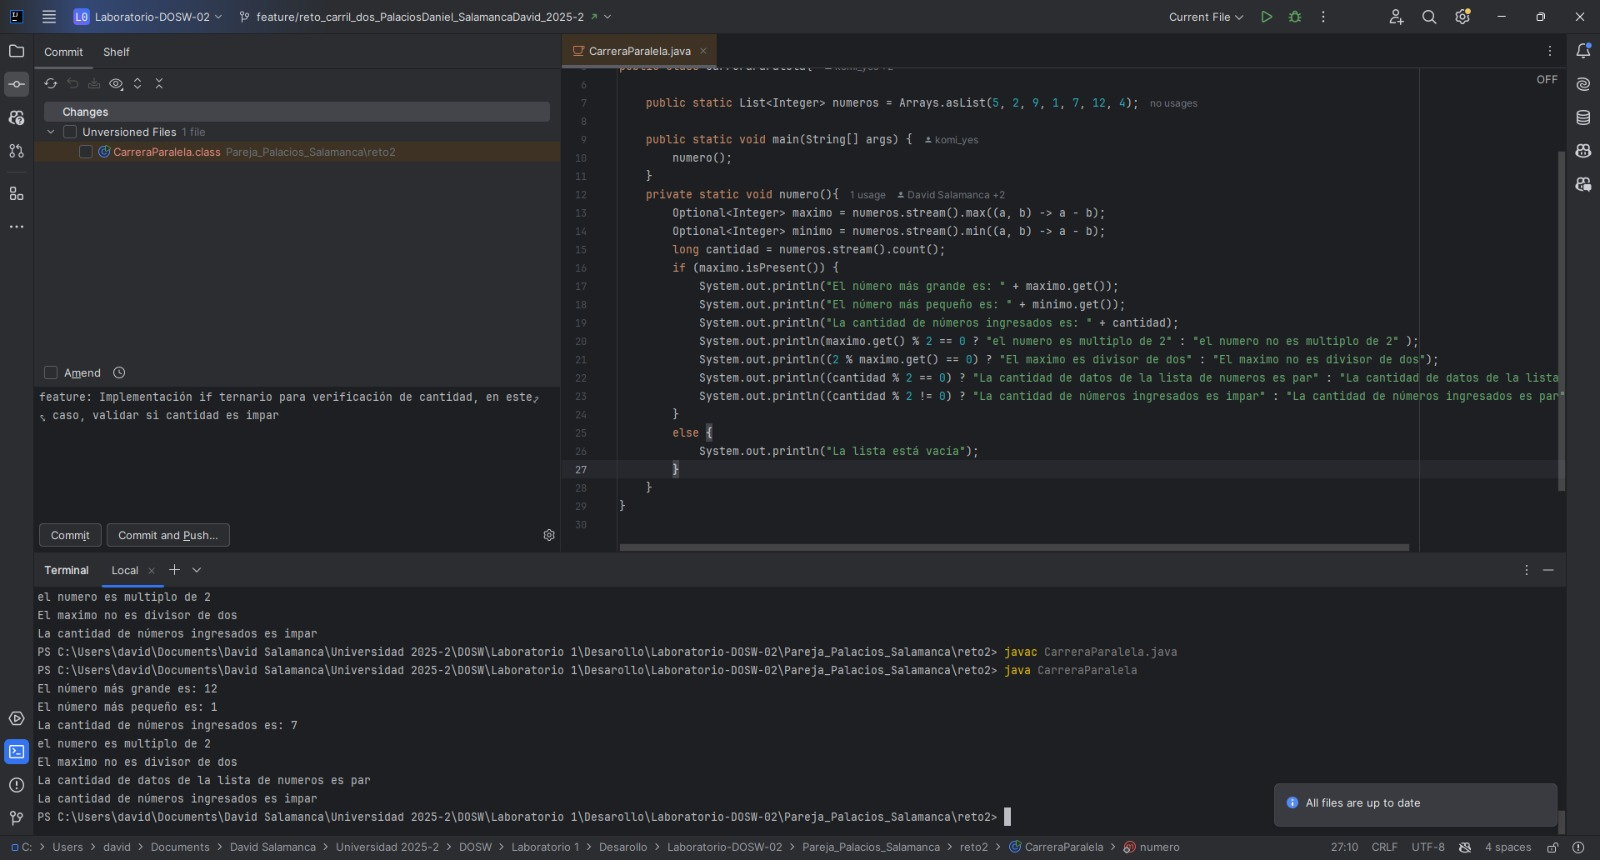 L0 Laboratorio-DOSW-02 feature/reto_carril_dos_PalaciosDaniel_SalamancaDavid_2025-2 Current File
Commit Shelf
CarreraParalela.java
OFF
Changes
Unversioned Files 1 file
CarreraParalela.class Pareja_Palacios_Salamanca\reto2
6
7 public static List<Integer> numeros = Arrays.asList(5, 2, 9, 1, 7, 12, 4); no usages
8
9 public static void main(String[] args) { komi_yes
10 numero();
11 }
12 private static void numero(){ 1 usage David Salamanca +2
13 Optional<Integer> maximo = numeros.stream().max((a, b) -> a - b);
14 Optional<Integer> minimo = numeros.stream().min((a, b) -> a - b);
15 long cantidad = numeros.stream().count();
16 if (maximo.isPresent()) {
17 System.out.println("El número más grande es: " + maximo.get());
18 System.out.println("El número más pequeño es: " + minimo.get());
19 System.out.println("La cantidad de números ingresados es: " + cantidad);
20 System.out.println(maximo.get() % 2 == 0 ? "el numero es multiplo de 2" : "el numero no es multiplo de 2" );
21 System.out.println((2 % maximo.get() == 0) ? "El maximo es divisor de dos" : "El maximo no es divisor de dos");
22 System.out.println((cantidad % 2 == 0) ? "La cantidad de datos de la lista de numeros es par" : "La cantidad de datos de la lista
23 System.out.println((cantidad % 2 != 0) ? "La cantidad de números ingresados es impar" : "La cantidad de números ingresados es par"
24 }
25 else {
26 System.out.println("La lista está vacía");
27 }
28 }
29 }
30
Amend
feature: Implementación if ternario para verificación de cantidad, en este
caso, validar si cantidad es impar
Commit Commit and Push...
Terminal Local
el numero es multiplo de 2
El maximo no es divisor de dos
La cantidad de números ingresados es impar
PS C:\Users\david\Documents\David Salamanca\Universidad 2025-2\DOSW\Laboratorio 1\Desarollo\Laboratorio-DOSW-02\Pareja_Palacios_Salamanca\reto2> javac CarreraParalela.java
PS C:\Users\david\Documents\David Salamanca\Universidad 2025-2\DOSW\Laboratorio 1\Desarollo\Laboratorio-DOSW-02\Pareja_Palacios_Salamanca\reto2> java CarreraParalela
El número más grande es: 12
El número más pequeño es: 1
La cantidad de números ingresados es: 7
el numero es multiplo de 2
El maximo no es divisor de dos
La cantidad de datos de la lista de numeros es par
La cantidad de números ingresados es impar
PS C:\Users\david\Documents\David Salamanca\Universidad 2025-2\DOSW\Laboratorio 1\Desarollo\Laboratorio-DOSW-02\Pareja_Palacios_Salamanca\reto2>
All files are up to date
C: > Users > david > Documents > David Salamanca > Universidad 2025-2 > DOSW > Laboratorio 1 > Desarollo > Laboratorio-DOSW-02 > Pareja_Palacios_Salamanca > reto2 > CarreraParalela > numero 27:10 CRLF UTF-8 4 spaces